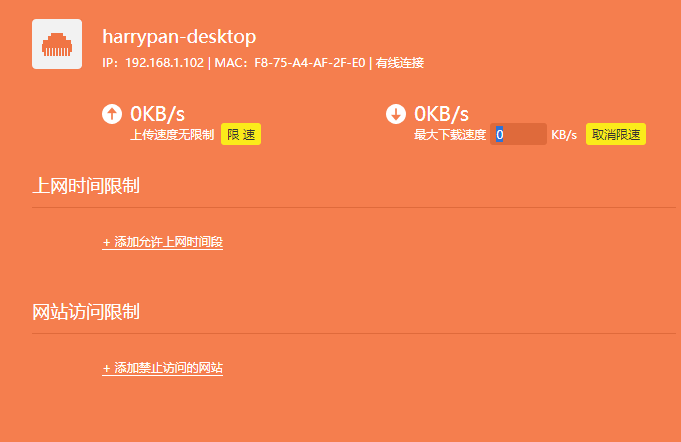 harrypan-desktop
IP：192.168.1.102 | MAC：F8-75-A4-AF-2F-E0 | 有线连接
0KB/s 0KB/s
上传速度无限制 限 速 最大下载速度 0 KB/s 取消限速
上网时间限制
+ 添加允许上网时间段
网站访问限制
+ 添加禁止访问的网站